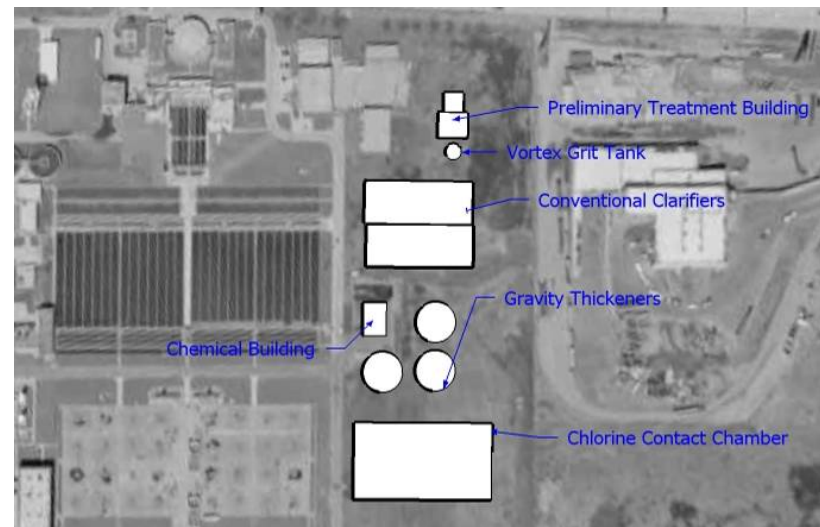 Preliminary Treatment Building
Vortex Grit Tank
Conventional Clarifiers
Gravity Thickeners
Chemical Building
Chlorine Contact Chamber